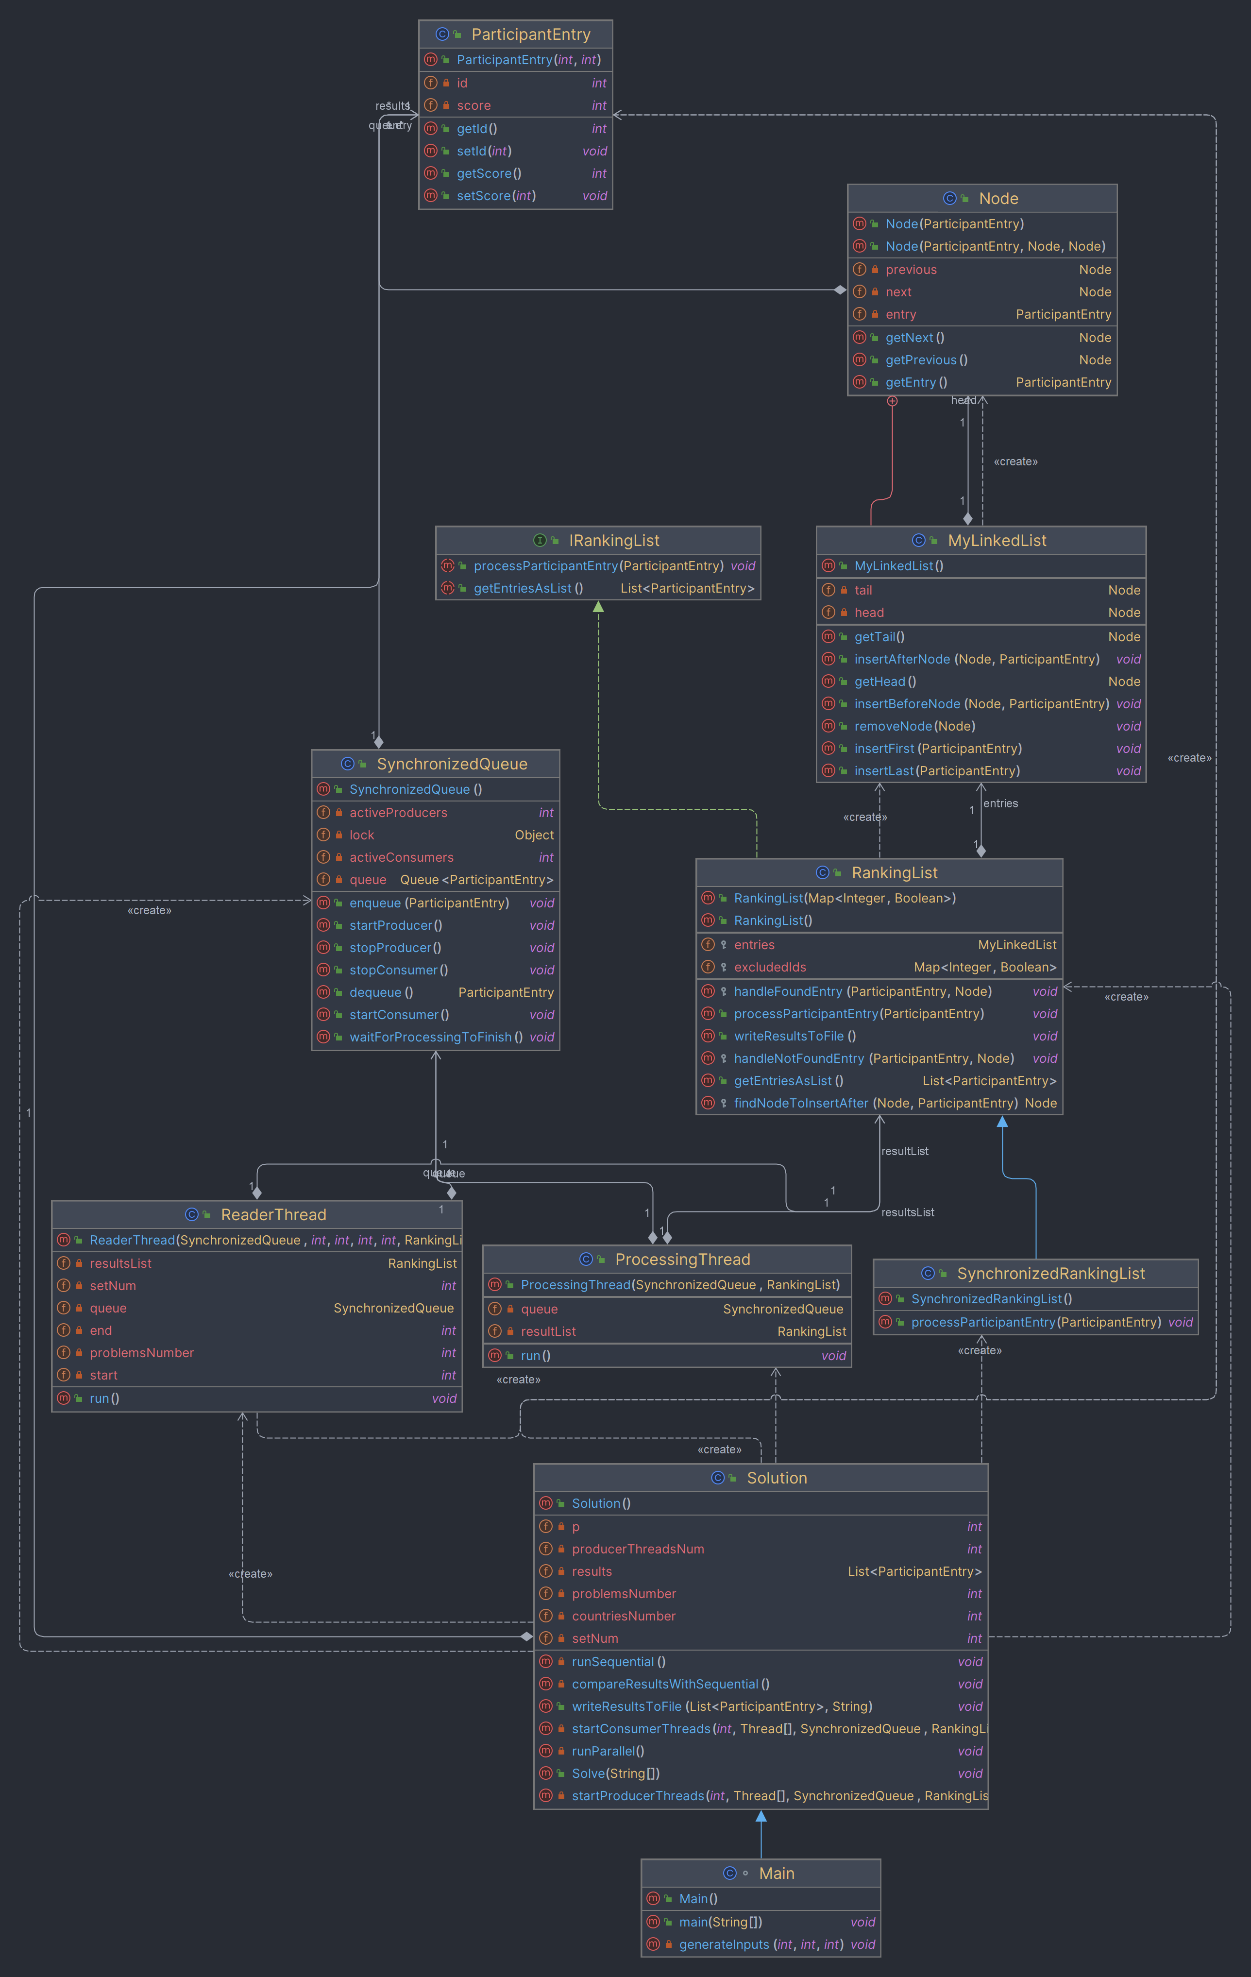 ParticipantEntry
ParticipantEntry(int, int)
id int
score int
getId() int
setId(int) void
getScore() int
setScore(int) void
results 1
Node
Node(ParticipantEntry)
Node(ParticipantEntry, Node, Node)
previous Node
next Node
entry ParticipantEntry
getNext() Node
getPrevious() Node
getEntry() ParticipantEntry
head
1
«create»
1
IRankingList
processParticipantEntry(ParticipantEntry) void
getEntriesAsList() List<ParticipantEntry>
MyLinkedList
MyLinkedList()
tail Node
head Node
getTail() Node
insertAfterNode(Node, ParticipantEntry) void
getHead() Node
insertBeforeNode(Node, ParticipantEntry) void
removeNode(Node) void
insertFirst(ParticipantEntry) void
insertLast(ParticipantEntry) void
«create»
1
SynchronizedQueue
SynchronizedQueue()
activeProducers int
lock Object
activeConsumers int
queue Queue<ParticipantEntry>
enqueue(ParticipantEntry) void
startProducer() void
stopProducer() void
stopConsumer() void
dequeue() ParticipantEntry
startConsumer() void
waitForProcessingToFinish() void
«create»
entries
1
«create»
1
RankingList
RankingList(Map<Integer, Boolean>)
RankingList()
entries MyLinkedList
excludedIds Map<Integer, Boolean>
handleFoundEntry(ParticipantEntry, Node) void
processParticipantEntry(ParticipantEntry) void
writeResultsToFile() void
handleNotFoundEntry(ParticipantEntry, Node) void
getEntriesAsList() List<ParticipantEntry>
findNodeToInsertAfter(Node, ParticipantEntry) Node
«create»
1
1
resultList
1
1
1
resultsList
1
1
1
ReaderThread
ReaderThread(SynchronizedQueue, int, int, int, int, RankingLi
resultsList RankingList
setNum int
queue SynchronizedQueue
end int
problemsNumber int
start int
run() void
ProcessingThread
ProcessingThread(SynchronizedQueue, RankingList)
queue SynchronizedQueue
resultList RankingList
run() void
SynchronizedRankingList
SynchronizedRankingList()
processParticipantEntry(ParticipantEntry) void
«create»
«create»
«create»
«create»
Solution
Solution()
p int
producerThreadsNum int
results List<ParticipantEntry>
problemsNumber int
countriesNumber int
setNum int
runSequential() void
compareResultsWithSequential() void
writeResultsToFile(List<ParticipantEntry>, String) void
startConsumerThreads(int, Thread[], SynchronizedQueue, RankingLi
runParallel() void
Solve(String[]) void
startProducerThreads(int, Thread[], SynchronizedQueue, RankingLis
Main
Main()
main(String[]) void
generateInputs(int, int, int) void